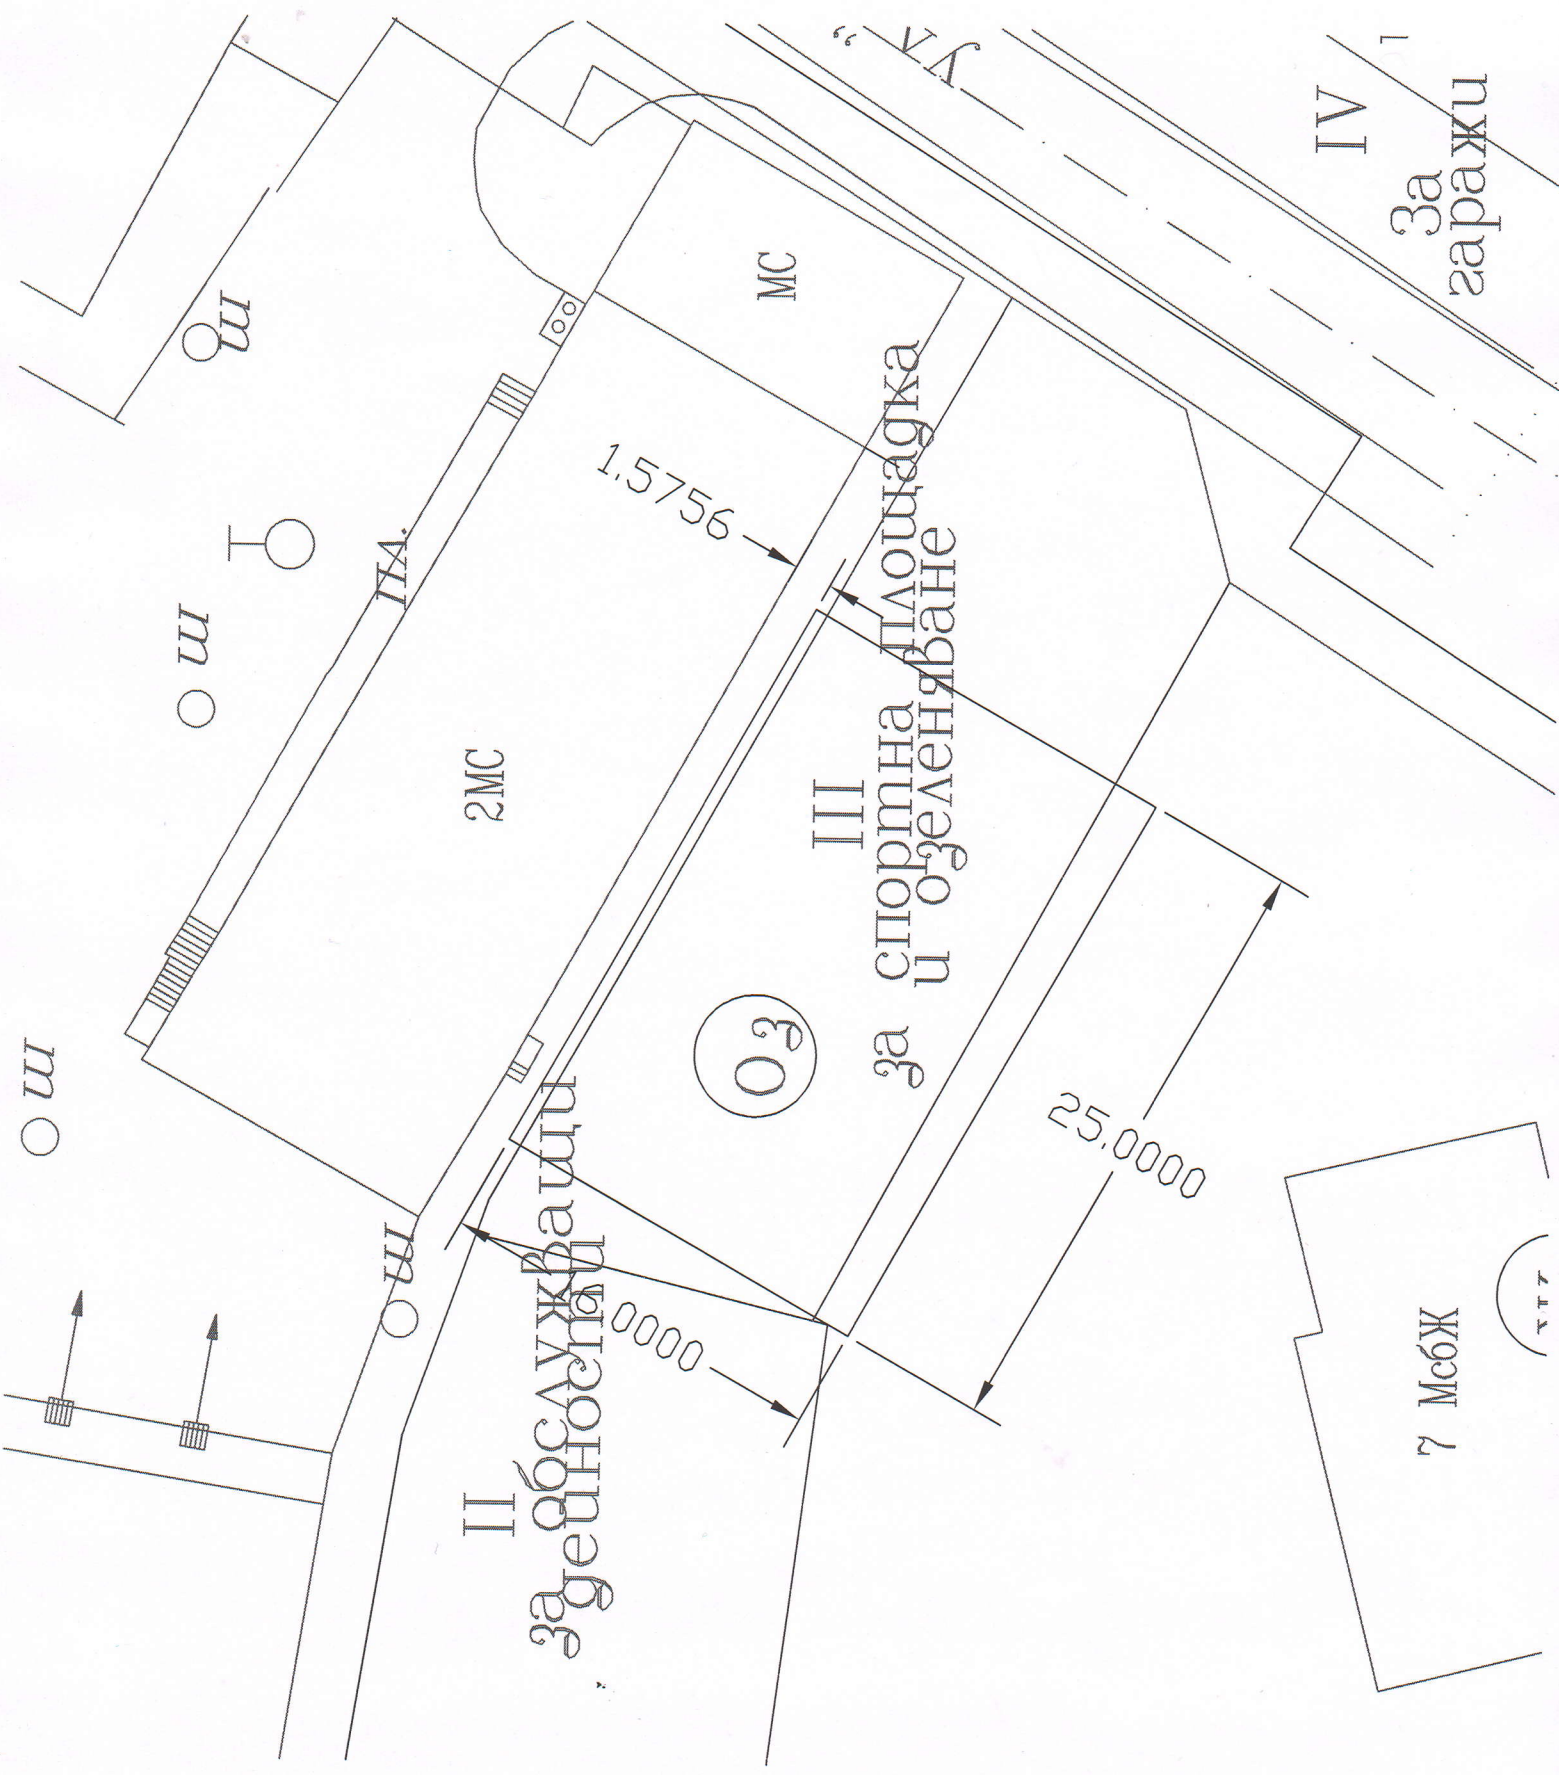 ул. „
IV
За
гаражи
МС
1.5756
пл.
2МС
III
за спортна площадка
и озеленяване
Оз
25.0000
0000
II
за обслужващи
дейности
7 МсбЖ
ш
ш
ш
ш